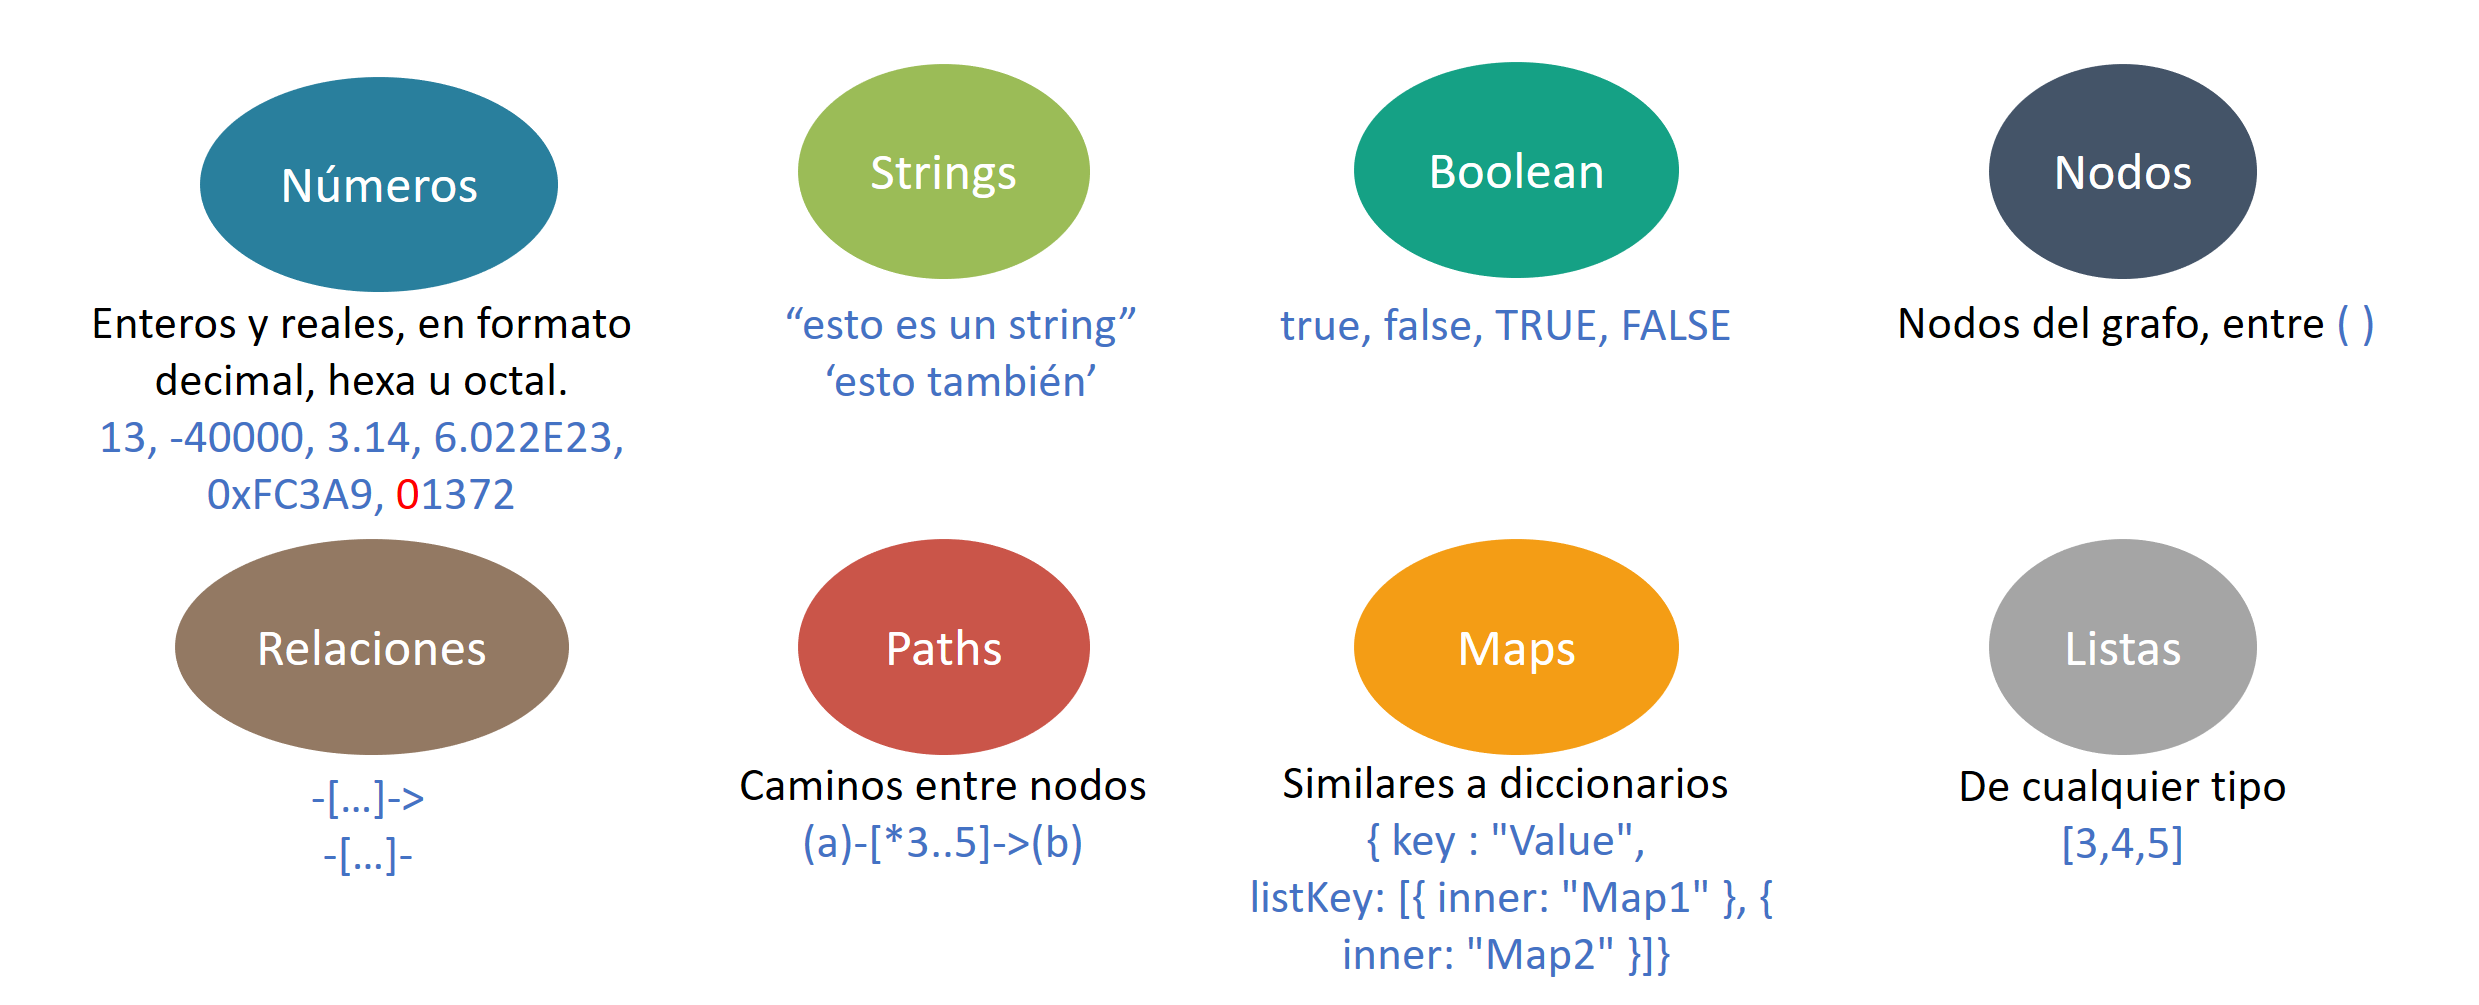 Números
Enteros y reales, en formato
decimal, hexa u octal.
13, -40000, 3.14, 6.022E23,
0xFC3A9, 01372
Strings
“esto es un string”
‘esto también’
Boolean
true, false, TRUE, FALSE
Nodos
Nodos del grafo, entre ( )
Relaciones
-[…]->
-[…]-
Paths
Caminos entre nodos
(a)-[*3..5]->(b)
Maps
Similares a diccionarios
{ key : "Value",
listKey: [{ inner: "Map1" }, {
inner: "Map2" }]}
Listas
De cualquier tipo
[3,4,5]